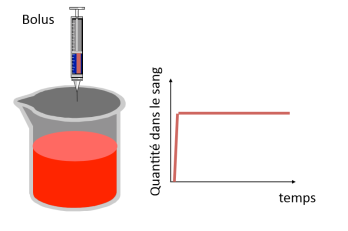 Bolus
Quantité dans le sang
temps